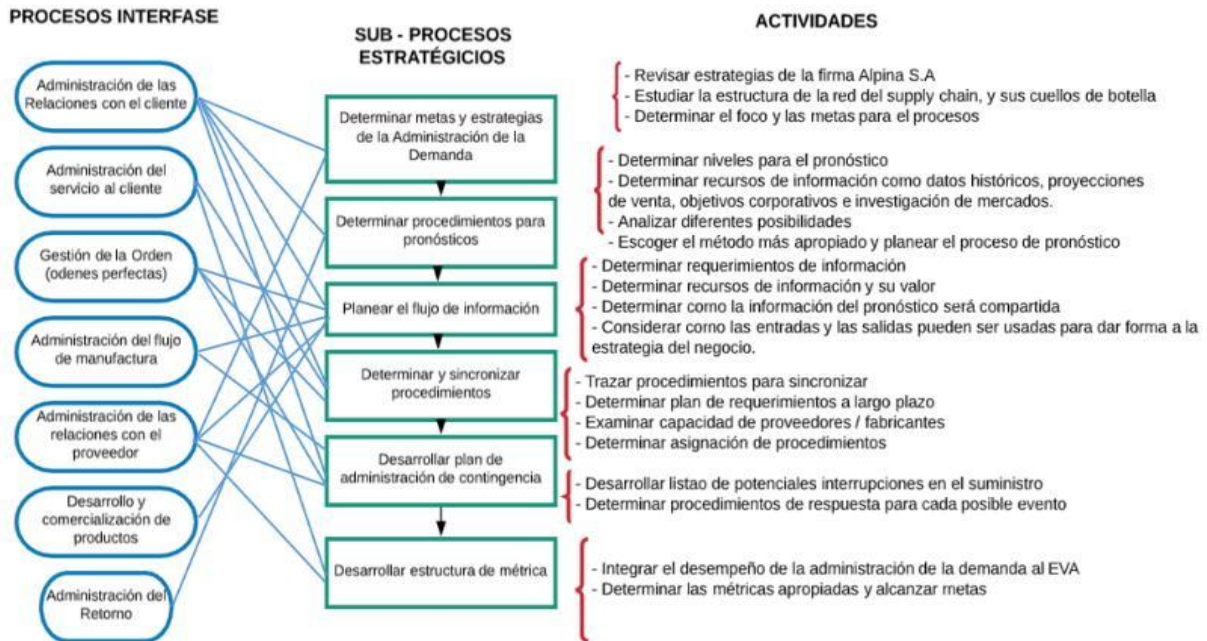 PROCESOS INTERFASE
Administración de las
Relaciones con el cliente
Administración del
servicio al cliente
Gestión de la Orden
(odenes perfectas)
Administración del flujo
de manufactura
Administración de las
relaciones con el
proveedor
Desarrollo y
comercialización de
productos
Administración del
Retorno
SUB - PROCESOS
ESTRATÉGICIOS
Determinar metas y estrategias
de la Administración de la
Demanda
Determinar procedimientos para
pronósticos
Planear el flujo de información
Determinar y sincronizar
procedimientos
Desarrollar plan de
administración de contingencia
Desarrollar estructura de métrica
ACTIVIDADES
- Revisar estrategias de la firma Alpina S.A
- Estudiar la estructura de la red del supply chain, y sus cuellos de botella
- Determinar el foco y las metas para el procesos
- Determinar niveles para el pronóstico
- Determinar recursos de información como datos históricos, proyecciones
de venta, objetivos corporativos e investigación de mercados.
- Analizar diferentes posibilidades
- Escoger el método más apropiado y planear el proceso de pronóstico
- Determinar requerimientos de información
- Determinar recursos de información y su valor
- Determinar como la información del pronóstico será compartida
- Considerar como las entradas y las salidas pueden ser usadas para dar forma a la
estrategia del negocio.
- Trazar procedimientos para sincronizar
- Determinar plan de requerimientos a largo plazo
- Examinar capacidad de proveedores / fabricantes
- Determinar asignación de procedimientos
- Desarrollar listao de potenciales interrupciones en el suministro
- Determinar procedimientos de respuesta para cada posible evento
- Integrar el desempeño de la administración de la demanda al EVA
- Determinar las métricas apropiadas y alcanzar metas